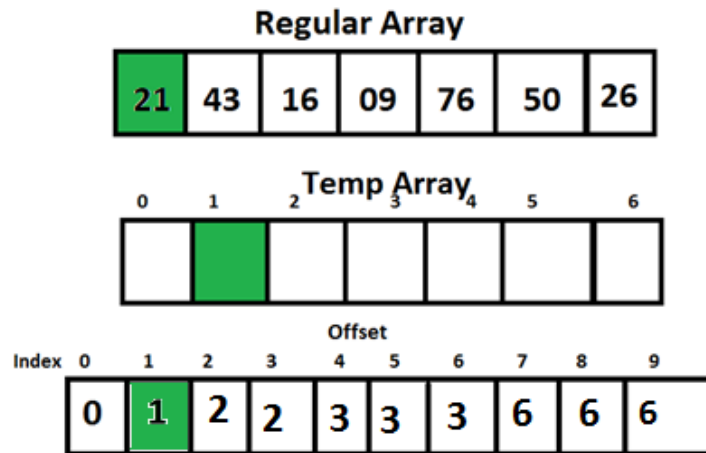 Regular Array
21 43 16 09 76 50 26
Temp Array
0 1 2 3 4 5 6
Offset
Index 0 1 2 3 4 5 6 7 8 9
0 1 2 2 3 3 3 6 6 6